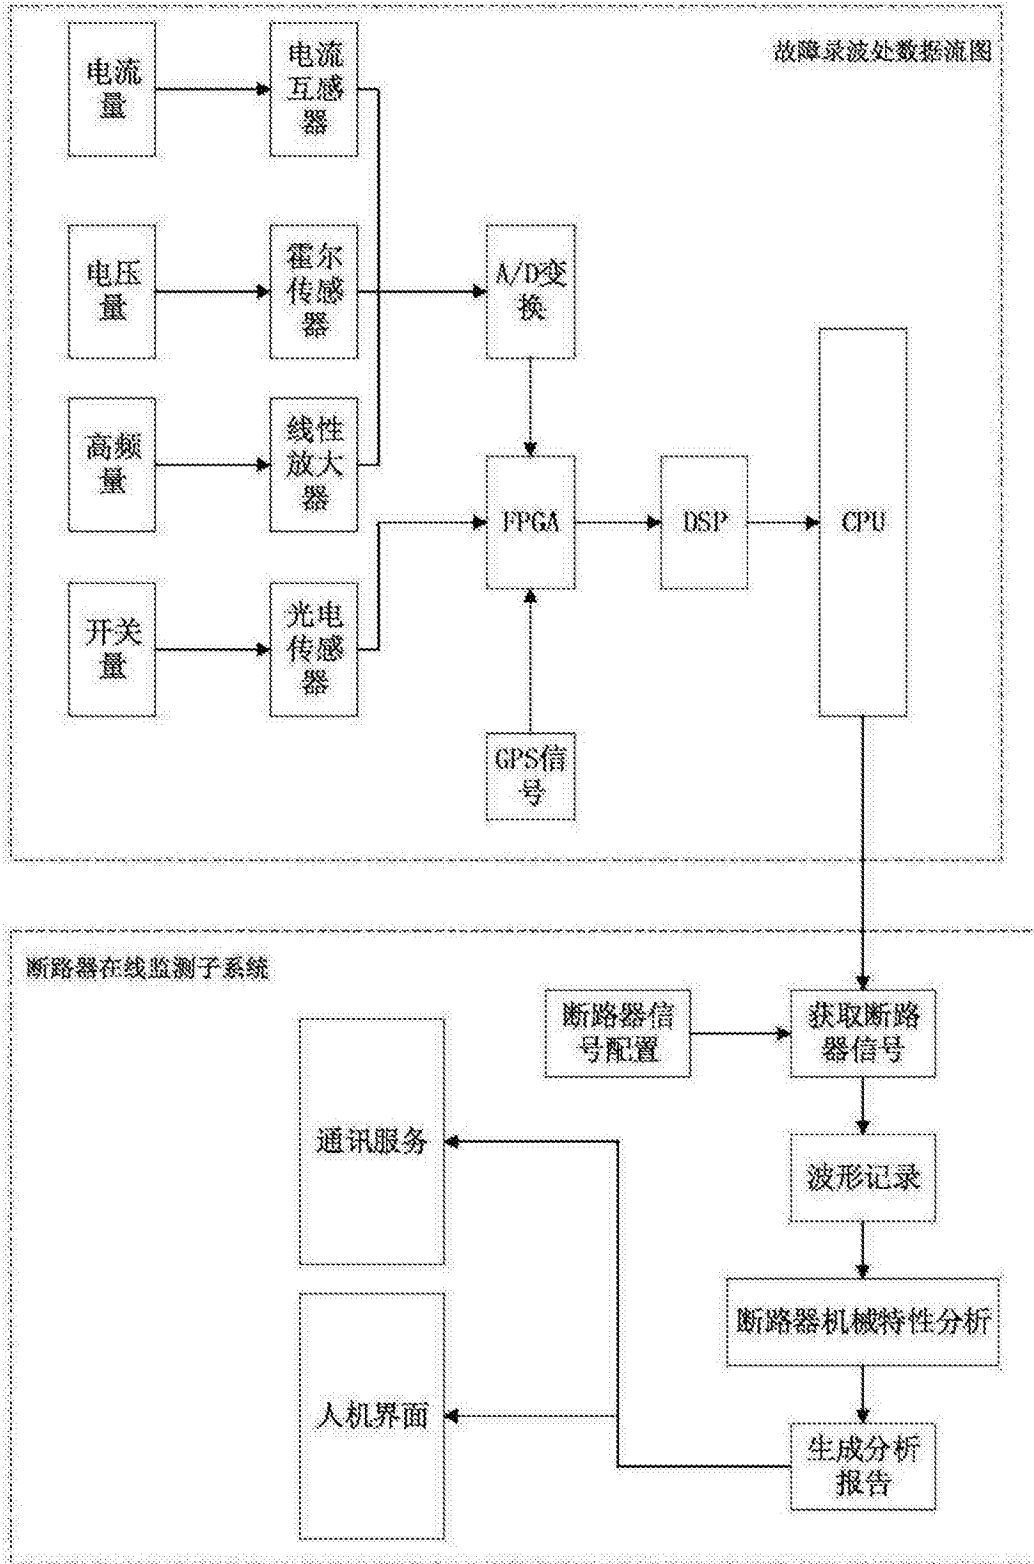 故障录波处数据流图
电流
量
电流
互感
器
电压
量
霍尔
传感
器
A/D变
换
高频
量
线性
放大
器
FPGA
DSP
CPU
开关
量
光电
传感
器
GPS信
号
断路器在线监测子系统
断路器信
号配置
获取断路
器信号
通讯服务
波形记录
断路器机械特性分析
人机界面
生成分析
报告